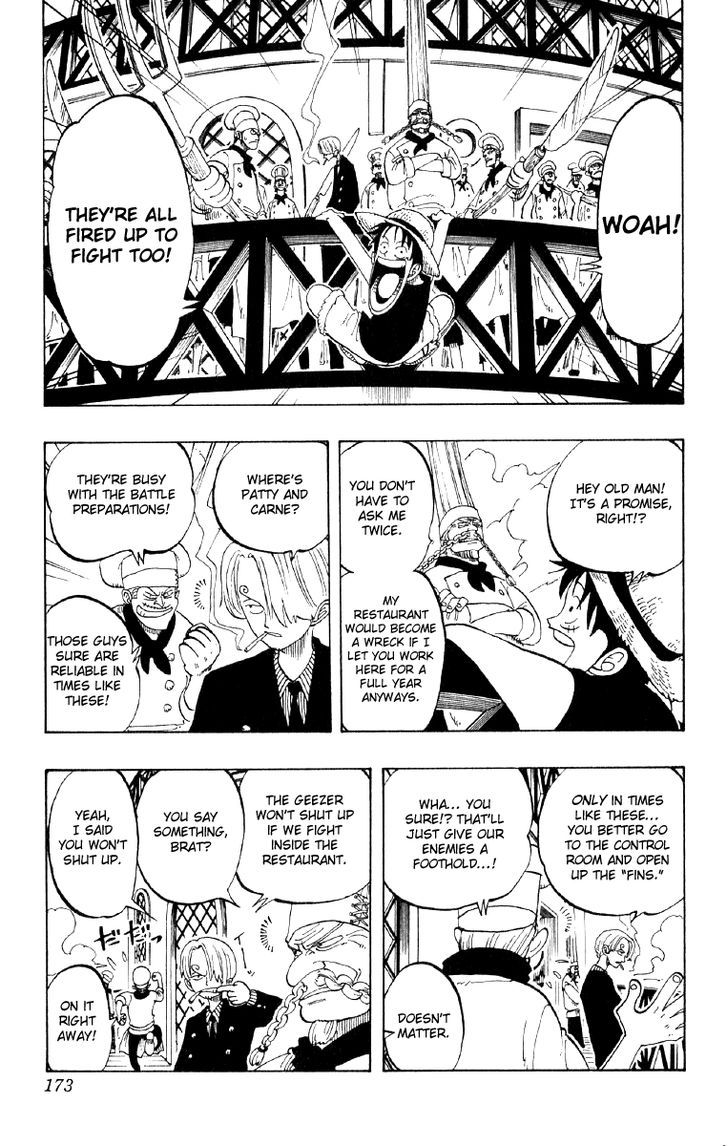 WOAH!
THEY'RE ALL
FIRED UP TO
FIGHT TOO!
HEY OLD MAN!
IT'S A PROMISE,
RIGHT!?
YOU DON'T
HAVE TO
ASK ME
TWICE.
MY
RESTAURANT
WOULD BECOME
A WRECK IF I
LET YOU WORK
HERE FOR A
FULL YEAR
ANYWAYS.
WHERE'S
PATTY AND
CARNE?
THEY'RE BUSY
WITH THE BATTLE
PREPARATIONS!
THOSE GUYS
SURE ARE
RELIABLE IN
TIMES LIKE
THESE!
ONLY IN TIMES
LIKE THESE...
YOU BETTER GO
TO THE CONTROL
ROOM AND OPEN
UP THE "FINS."
WHA... YOU
SURE!? THAT'LL
JUST GIVE OUR
ENEMIES A
FOOTHOLD...!
DOESN'T
MATTER.
THE GEEZER
WON'T SHUT UP
IF WE FIGHT
INSIDE THE
RESTAURANT.
YOU SAY
SOMETHING,
BRAT?
YEAH,
I SAID
YOU WON'T
SHUT UP.
ON IT
RIGHT
AWAY!
173